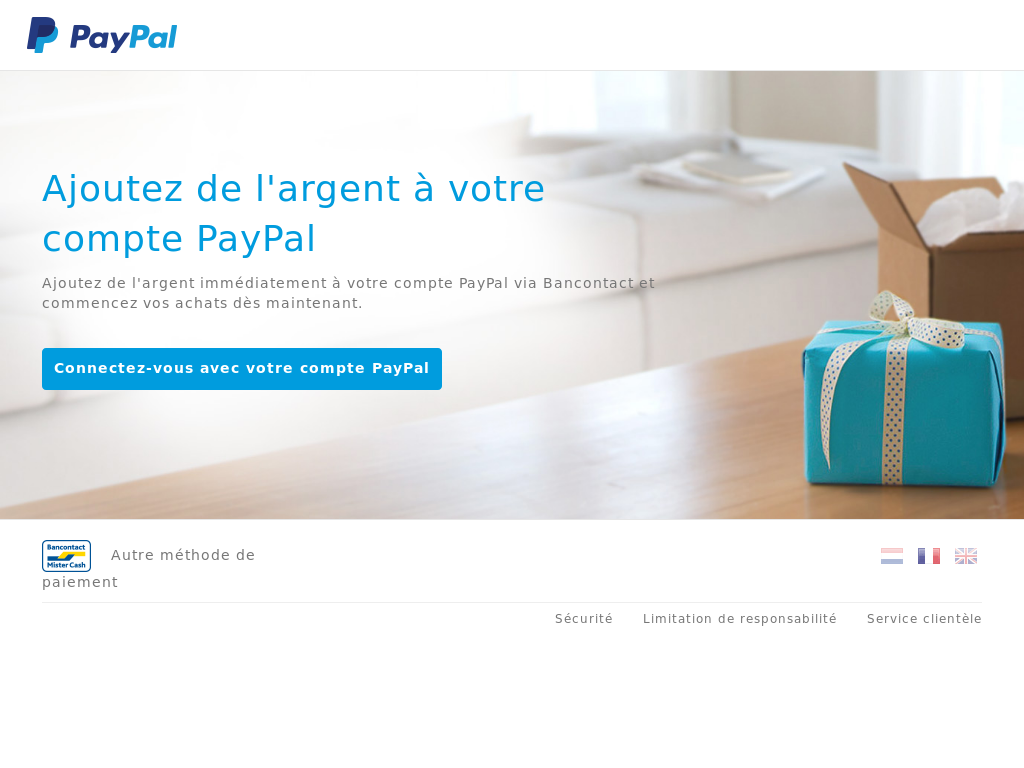 PayPal
Ajoutez de l'argent à votre
compte PayPal
Ajoutez de l'argent immédiatement à votre compte PayPal via Bancontact et
commencez vos achats dès maintenant.
Connectez-vous avec votre compte PayPal
Bancontact
Mister Cash
Autre méthode de
paiement
Sécurité Limitation de responsabilité Service clientèle